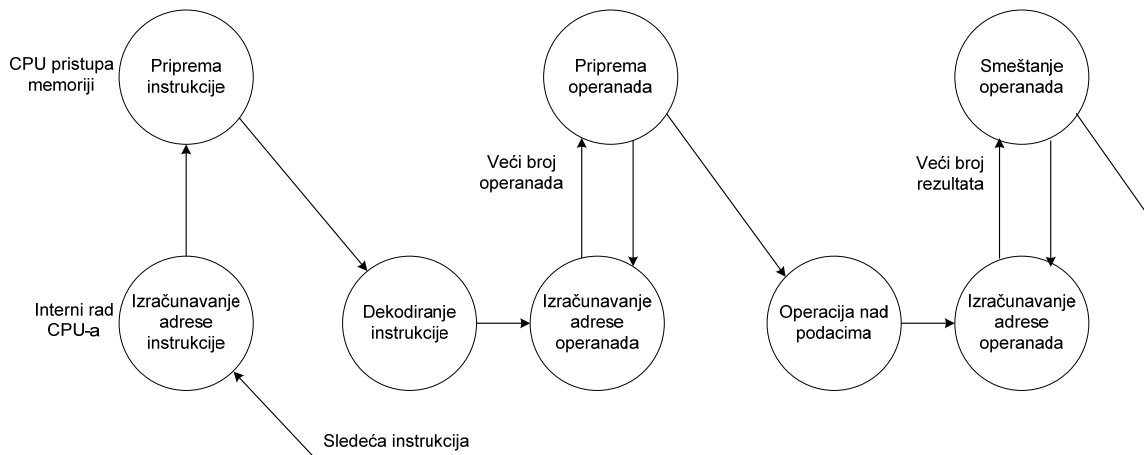 CPU pristupa
memoriji
Priprema
instrukcije
Priprema
operanada
Smeštanje
operanada
Veći broj
operanada
Veći broj
rezultata
Interni rad
CPU-a
Izračunavanje
adrese
instrukcije
Dekodiranje
instrukcije
Izračunavanje
adrese
operanada
Operacija nad
podacima
Izračunavanje
adrese
operanada
Sledeća instrukcija